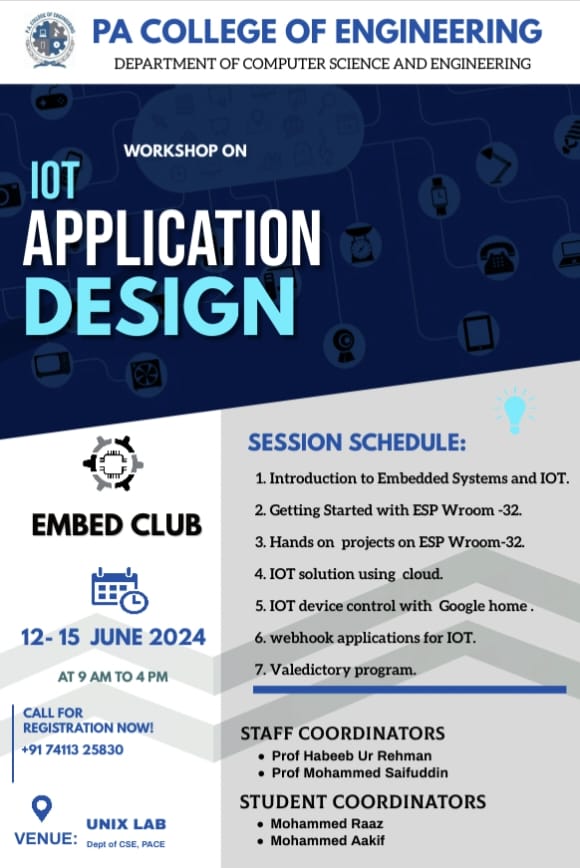 P.A. COLLEGE OF ENGINEERING
PA COLLEGE OF ENGINEERING
DEPARTMENT OF COMPUTER SCIENCE AND ENGINEERING
WORKSHOP ON
IOT
APPLICATION
DESIGN
EMBED CLUB
12- 15 JUNE 2024
AT 9 AM TO 4 PM
CALL FOR
REGISTRATION NOW!
+91 74113 25830
VENUE:
UNIX LAB
Dept of CSE, PACE
SESSION SCHEDULE:
1. Introduction to Embedded Systems and IOT.
2. Getting Started with ESP Wroom -32.
3. Hands on projects on ESP Wroom-32.
4. IOT solution using cloud.
5. IOT device control with Google home .
6. webhook applications for IOT.
7. Valedictory program.
STAFF COORDINATORS
• Prof Habeeb Ur Rehman
• Prof Mohammed Saifuddin
STUDENT COORDINATORS
• Mohammed Raaz
• Mohammed Aakif